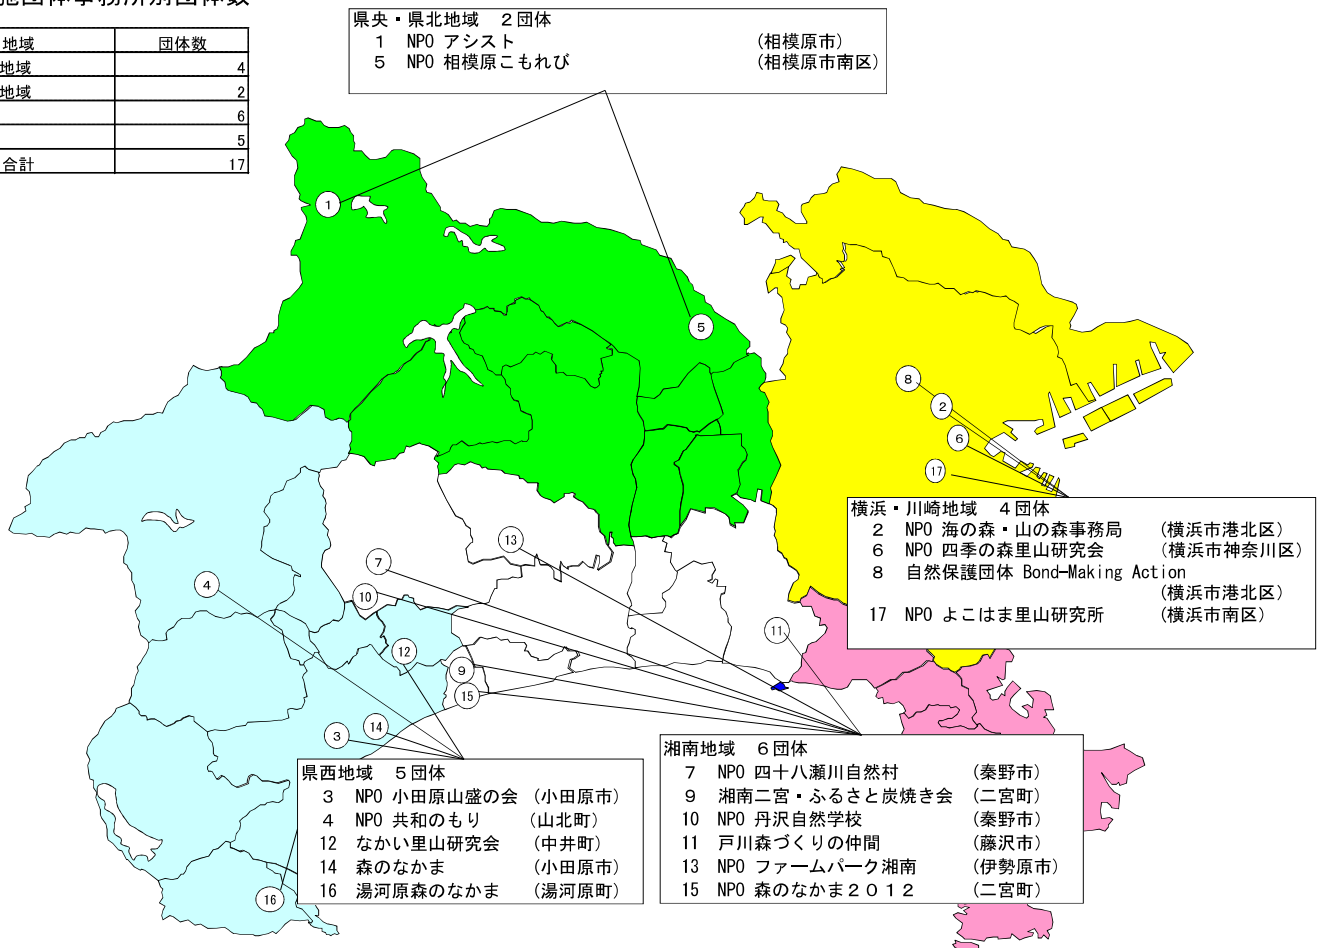 施団体事務所別団体数
地域 団体数
地域 4
地域 2
6
5
合計 17
県央・県北地域 2団体
1 NPO アシスト (相模原市)
5 NPO 相模原こもれび (相模原市南区)
1
5
8
2
6
17
横浜・川崎地域 4団体
2 NPO 海の森・山の森事務局 (横浜市港北区)
6 NPO 四季の森里山研究会 (横浜市神奈川区)
8 自然保護団体 Bond-Making Action
(横浜市港北区)
17 NPO よこはま里山研究所 (横浜市南区)
13
7
4
10
11
12
9
15
14
3
湘南地域 6団体
7 NPO 四十八瀬川自然村 (秦野市)
9 湘南二宮・ふるさと炭焼き会 (二宮町)
10 NPO 丹沢自然学校 (秦野市)
11 戸川森づくりの仲間 (藤沢市)
13 NPO ファームパーク湘南 (伊勢原市)
15 NPO 森のなかま2012 (二宮町)
県西地域 5団体
3 NPO 小田原山盛の会 (小田原市)
4 NPO 共和のもり (山北町)
12 なかい里山研究会 (中井町)
14 森のなかま (小田原市)
16 湯河原森のなかま (湯河原町)
16